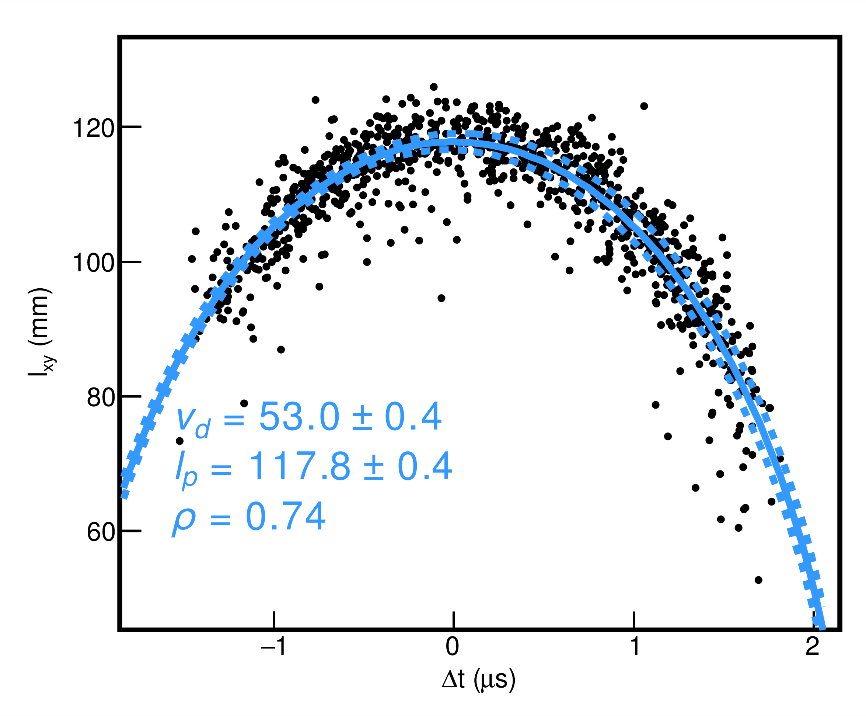 120
100
80
60
l_xy (mm)
v_d = 53.0 ± 0.4
l_p = 117.8 ± 0.4
ρ = 0.74
−1 0 1 2
Δt (μs)